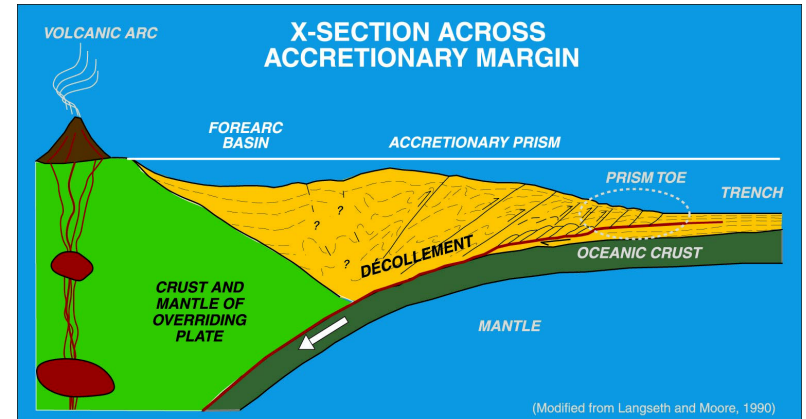 VOLCANIC ARC
X-SECTION ACROSS
ACCRETIONARY MARGIN
FOREARC
BASIN
ACCRETIONARY PRISM
PRISM TOE
TRENCH
?
?
?
DÉCOLLEMENT
OCEANIC CRUST
CRUST AND
MANTLE OF
OVERRIDING
PLATE
MANTLE
(Modified from Langseth and Moore, 1990)